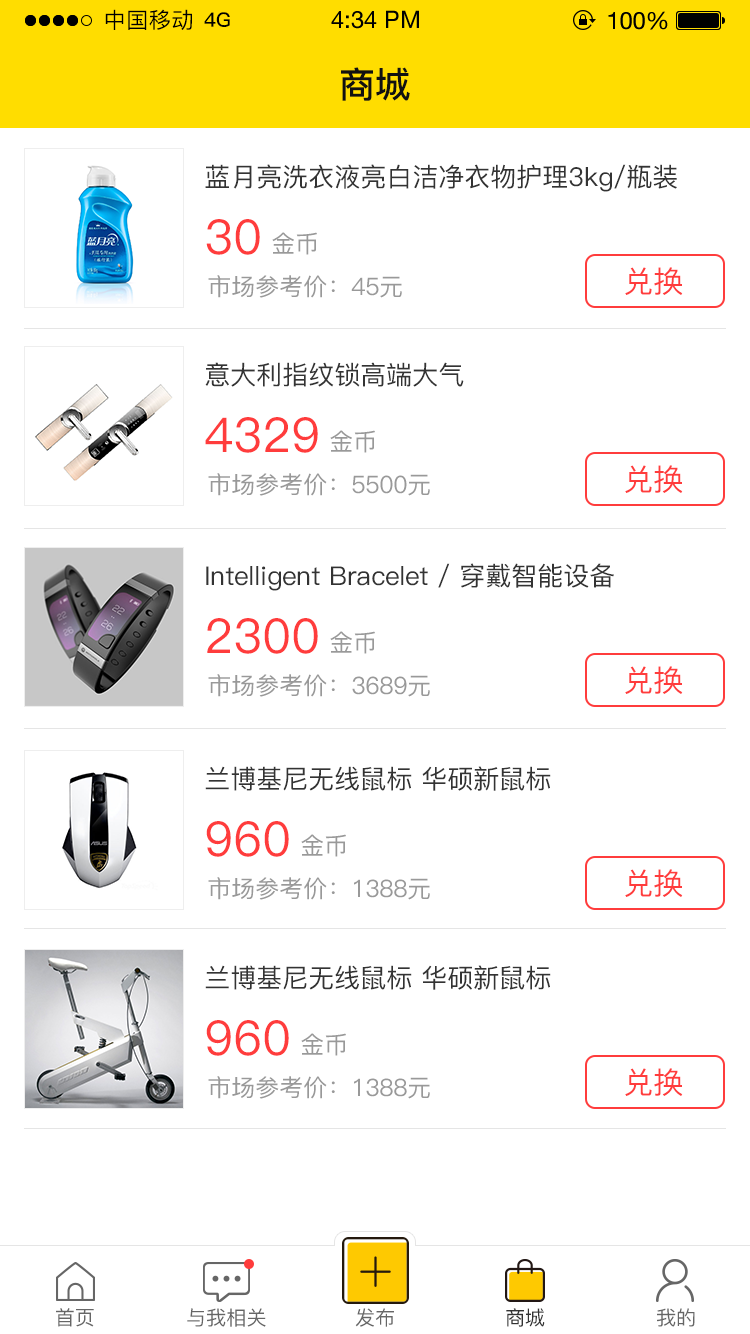 中国移动 4G 4:34 PM 100%
商城
蓝月亮洗衣液亮白洁净衣物护理3kg/瓶装
30 金币
市场参考价：45元
兑换
蓝月亮
意大利指纹锁高端大气
4329 金币
市场参考价：5500元
兑换
Intelligent Bracelet / 穿戴智能设备
2300 金币
市场参考价：3689元
兑换
22
26
22
26
兰博基尼无线鼠标 华硕新鼠标
960 金币
市场参考价：1388元
兑换
ASUS
兰博基尼无线鼠标 华硕新鼠标
960 金币
市场参考价：1388元
兑换
首页
与我相关
发布
商城
我的